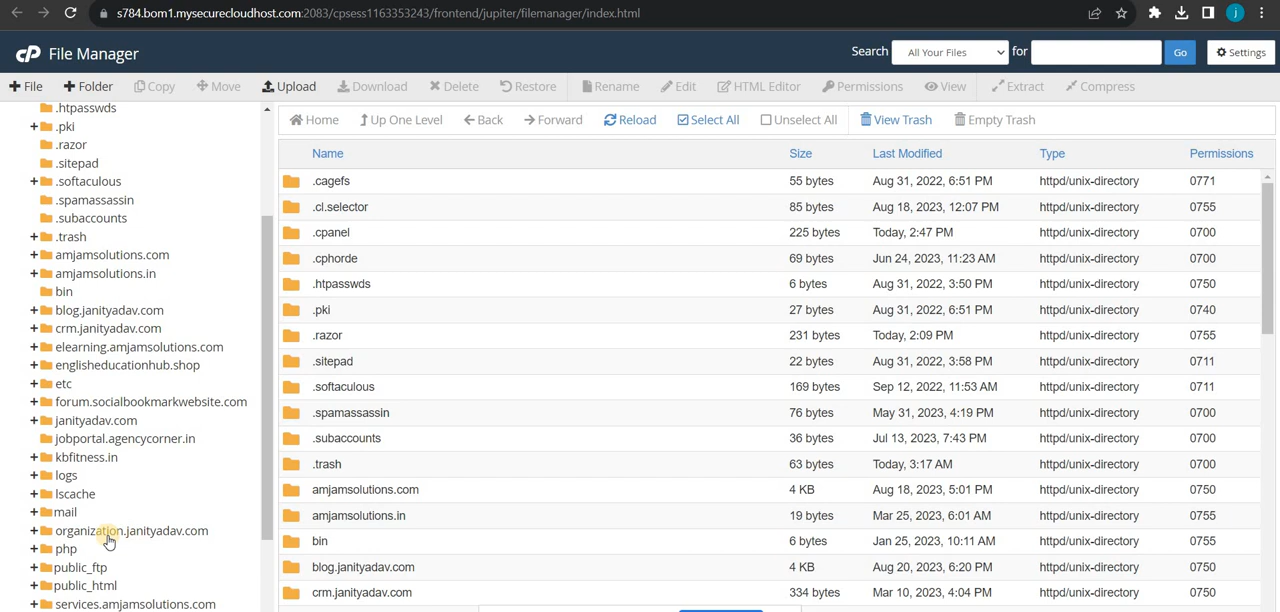 s784.bom1.mysecurecloudhost.com:2083/cpsess1163353243/frontend/jupiter/filemanager/index.html
j
cP File Manager
Search All Your Files for Go Settings
File Folder Copy Move Upload Download Delete Restore Rename Edit HTML Editor Permissions View Extract Compress
Home Up One Level Back Forward Reload Select All Unselect All View Trash Empty Trash
.htpasswds
+ .pki
.razor
.sitepad
+ .softaculous
.spamassassin
.subaccounts
+ .trash
+ amjamsolutions.com
+ amjamsolutions.in
bin
+ blog.janityadav.com
+ crm.janityadav.com
+ elearning.amjamsolutions.com
+ englisheducationhub.shop
+ etc
+ forum.socialbookmarkwebsite.com
+ janityadav.com
jobportal.agencycorner.in
+ kbfitness.in
+ logs
+ lscache
+ mail
+ organization.janityadav.com
+ php
+ public_ftp
+ public_html
+ services.amjamsolutions.com
Name Size Last Modified Type Permissions
.cagefs 55 bytes Aug 31, 2022, 6:51 PM httpd/unix-directory 0771
.cl.selector 85 bytes Aug 18, 2023, 12:07 PM httpd/unix-directory 0755
.cpanel 225 bytes Today, 2:47 PM httpd/unix-directory 0700
.cphorde 69 bytes Jun 24, 2023, 11:23 AM httpd/unix-directory 0700
.htpasswds 6 bytes Aug 31, 2022, 3:50 PM httpd/unix-directory 0750
.pki 27 bytes Aug 31, 2022, 6:51 PM httpd/unix-directory 0740
.razor 231 bytes Today, 2:09 PM httpd/unix-directory 0755
.sitepad 22 bytes Aug 31, 2022, 3:58 PM httpd/unix-directory 0711
.softaculous 169 bytes Sep 12, 2022, 11:53 AM httpd/unix-directory 0711
.spamassassin 76 bytes May 31, 2023, 4:19 PM httpd/unix-directory 0700
.subaccounts 36 bytes Jul 13, 2023, 7:43 PM httpd/unix-directory 0700
.trash 63 bytes Today, 3:17 AM httpd/unix-directory 0700
amjamsolutions.com 4 KB Aug 18, 2023, 5:01 PM httpd/unix-directory 0750
amjamsolutions.in 19 bytes Mar 25, 2023, 6:01 AM httpd/unix-directory 0755
bin 6 bytes Jan 25, 2023, 10:11 AM httpd/unix-directory 0755
blog.janityadav.com 4 KB Aug 20, 2023, 6:20 PM httpd/unix-directory 0750
crm.janityadav.com 334 bytes Mar 10, 2023, 4:04 PM httpd/unix-directory 0750